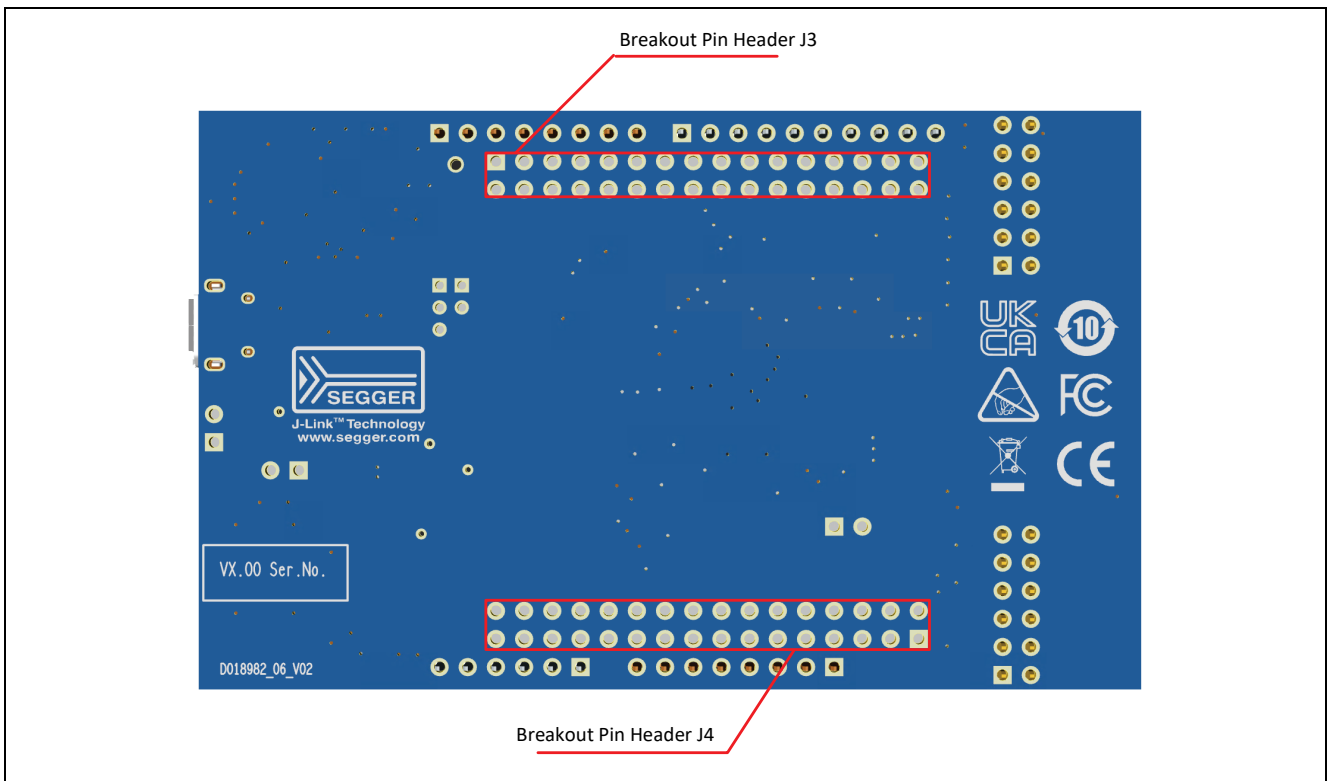 Breakout Pin Header J3
UK
CA
10
FC
SEGGER
J-Link™ Technology
www.segger.com
CE
VX.00 Ser.No.
D018982_06_V02
Breakout Pin Header J4